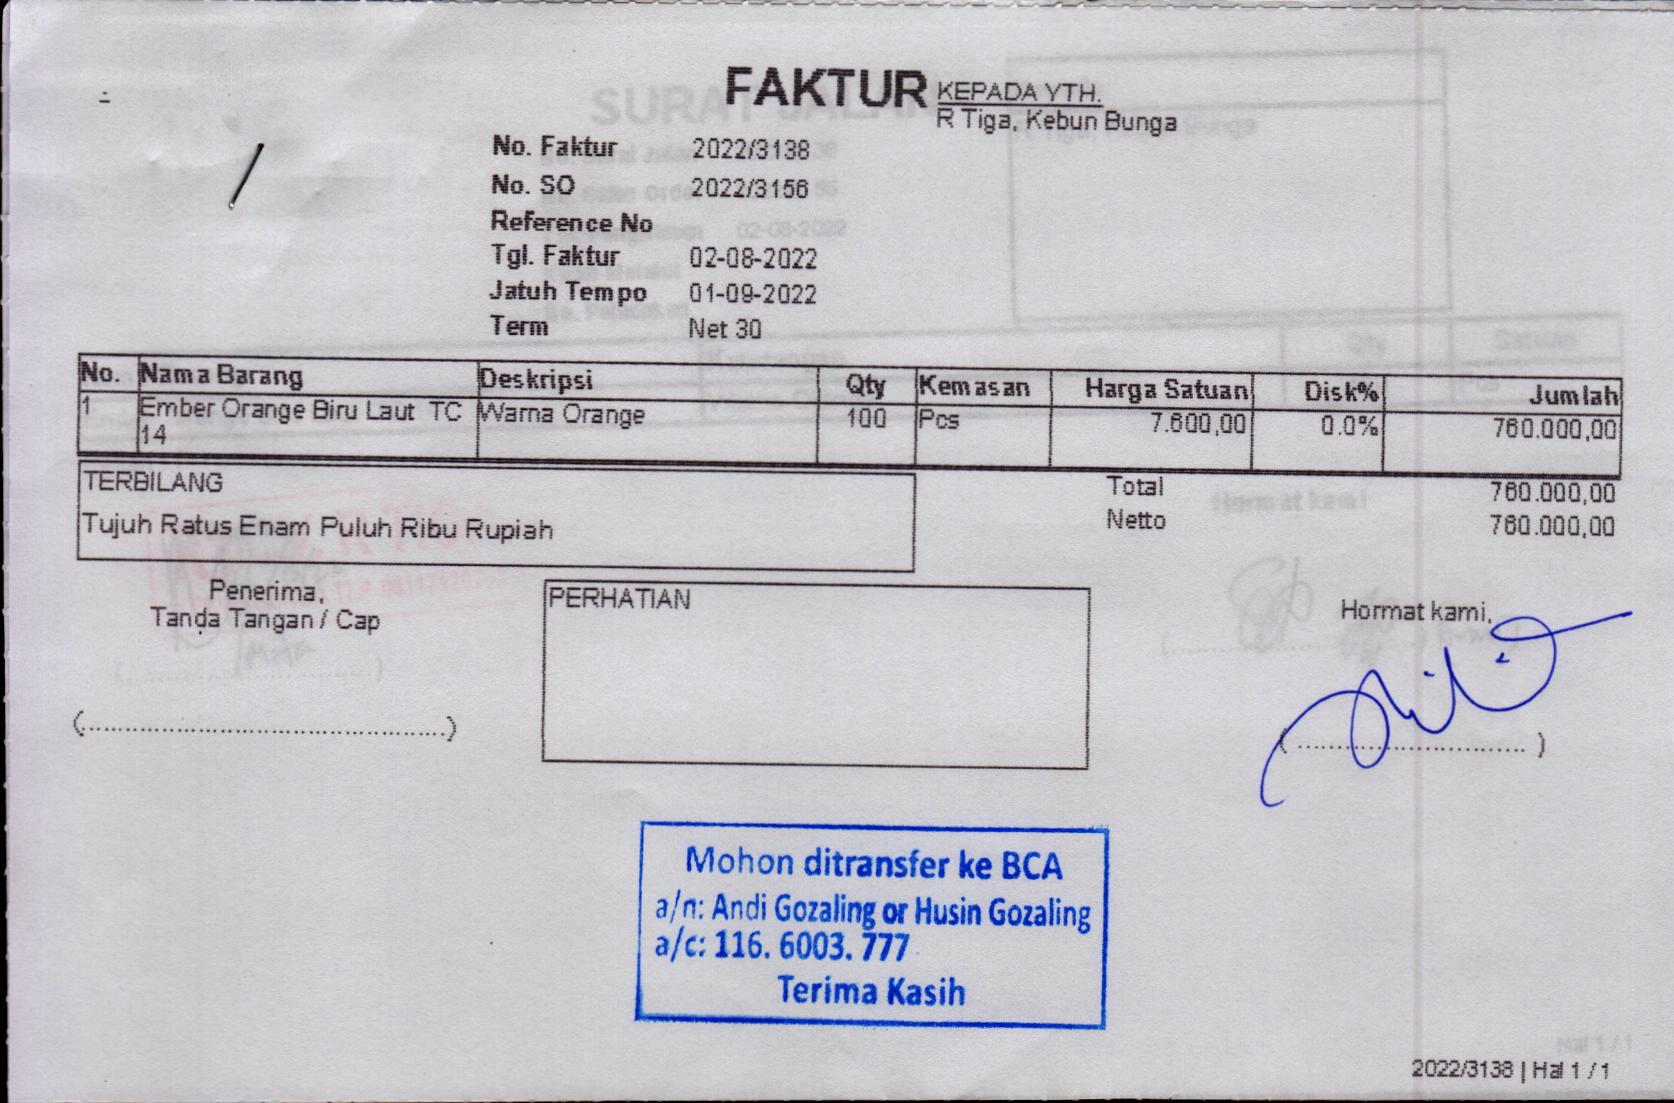 FAKTUR
KEPADA YTH.
R Tiga, Kebun Bunga
No. Faktur 2022/3138
No. SO 2022/3156
Reference No
Tgl. Faktur 02-08-2022
Jatuh Tempo 01-09-2022
Term Net 30
No. Nama Barang Deskripsi Qty Kemasan Harga Satuan Disk% Jumlah
1 Ember Orange Biru Laut TC Warna Orange 100 Pcs 7.600,00 0.0% 760.000,00
14
TERBILANG
Tujuh Ratus Enam Puluh Ribu Rupiah
Total 760.000,00
Netto 760.000,00
Penerima,
Tanda Tangan / Cap
(............................................)
PERHATIAN
Hormat kami,
(............................)
Mohon ditransfer ke BCA
a/n: Andi Gozaling or Husin Gozaling
a/c: 116. 6003. 777
Terima Kasih
2022/3138 | Hal 1 / 1